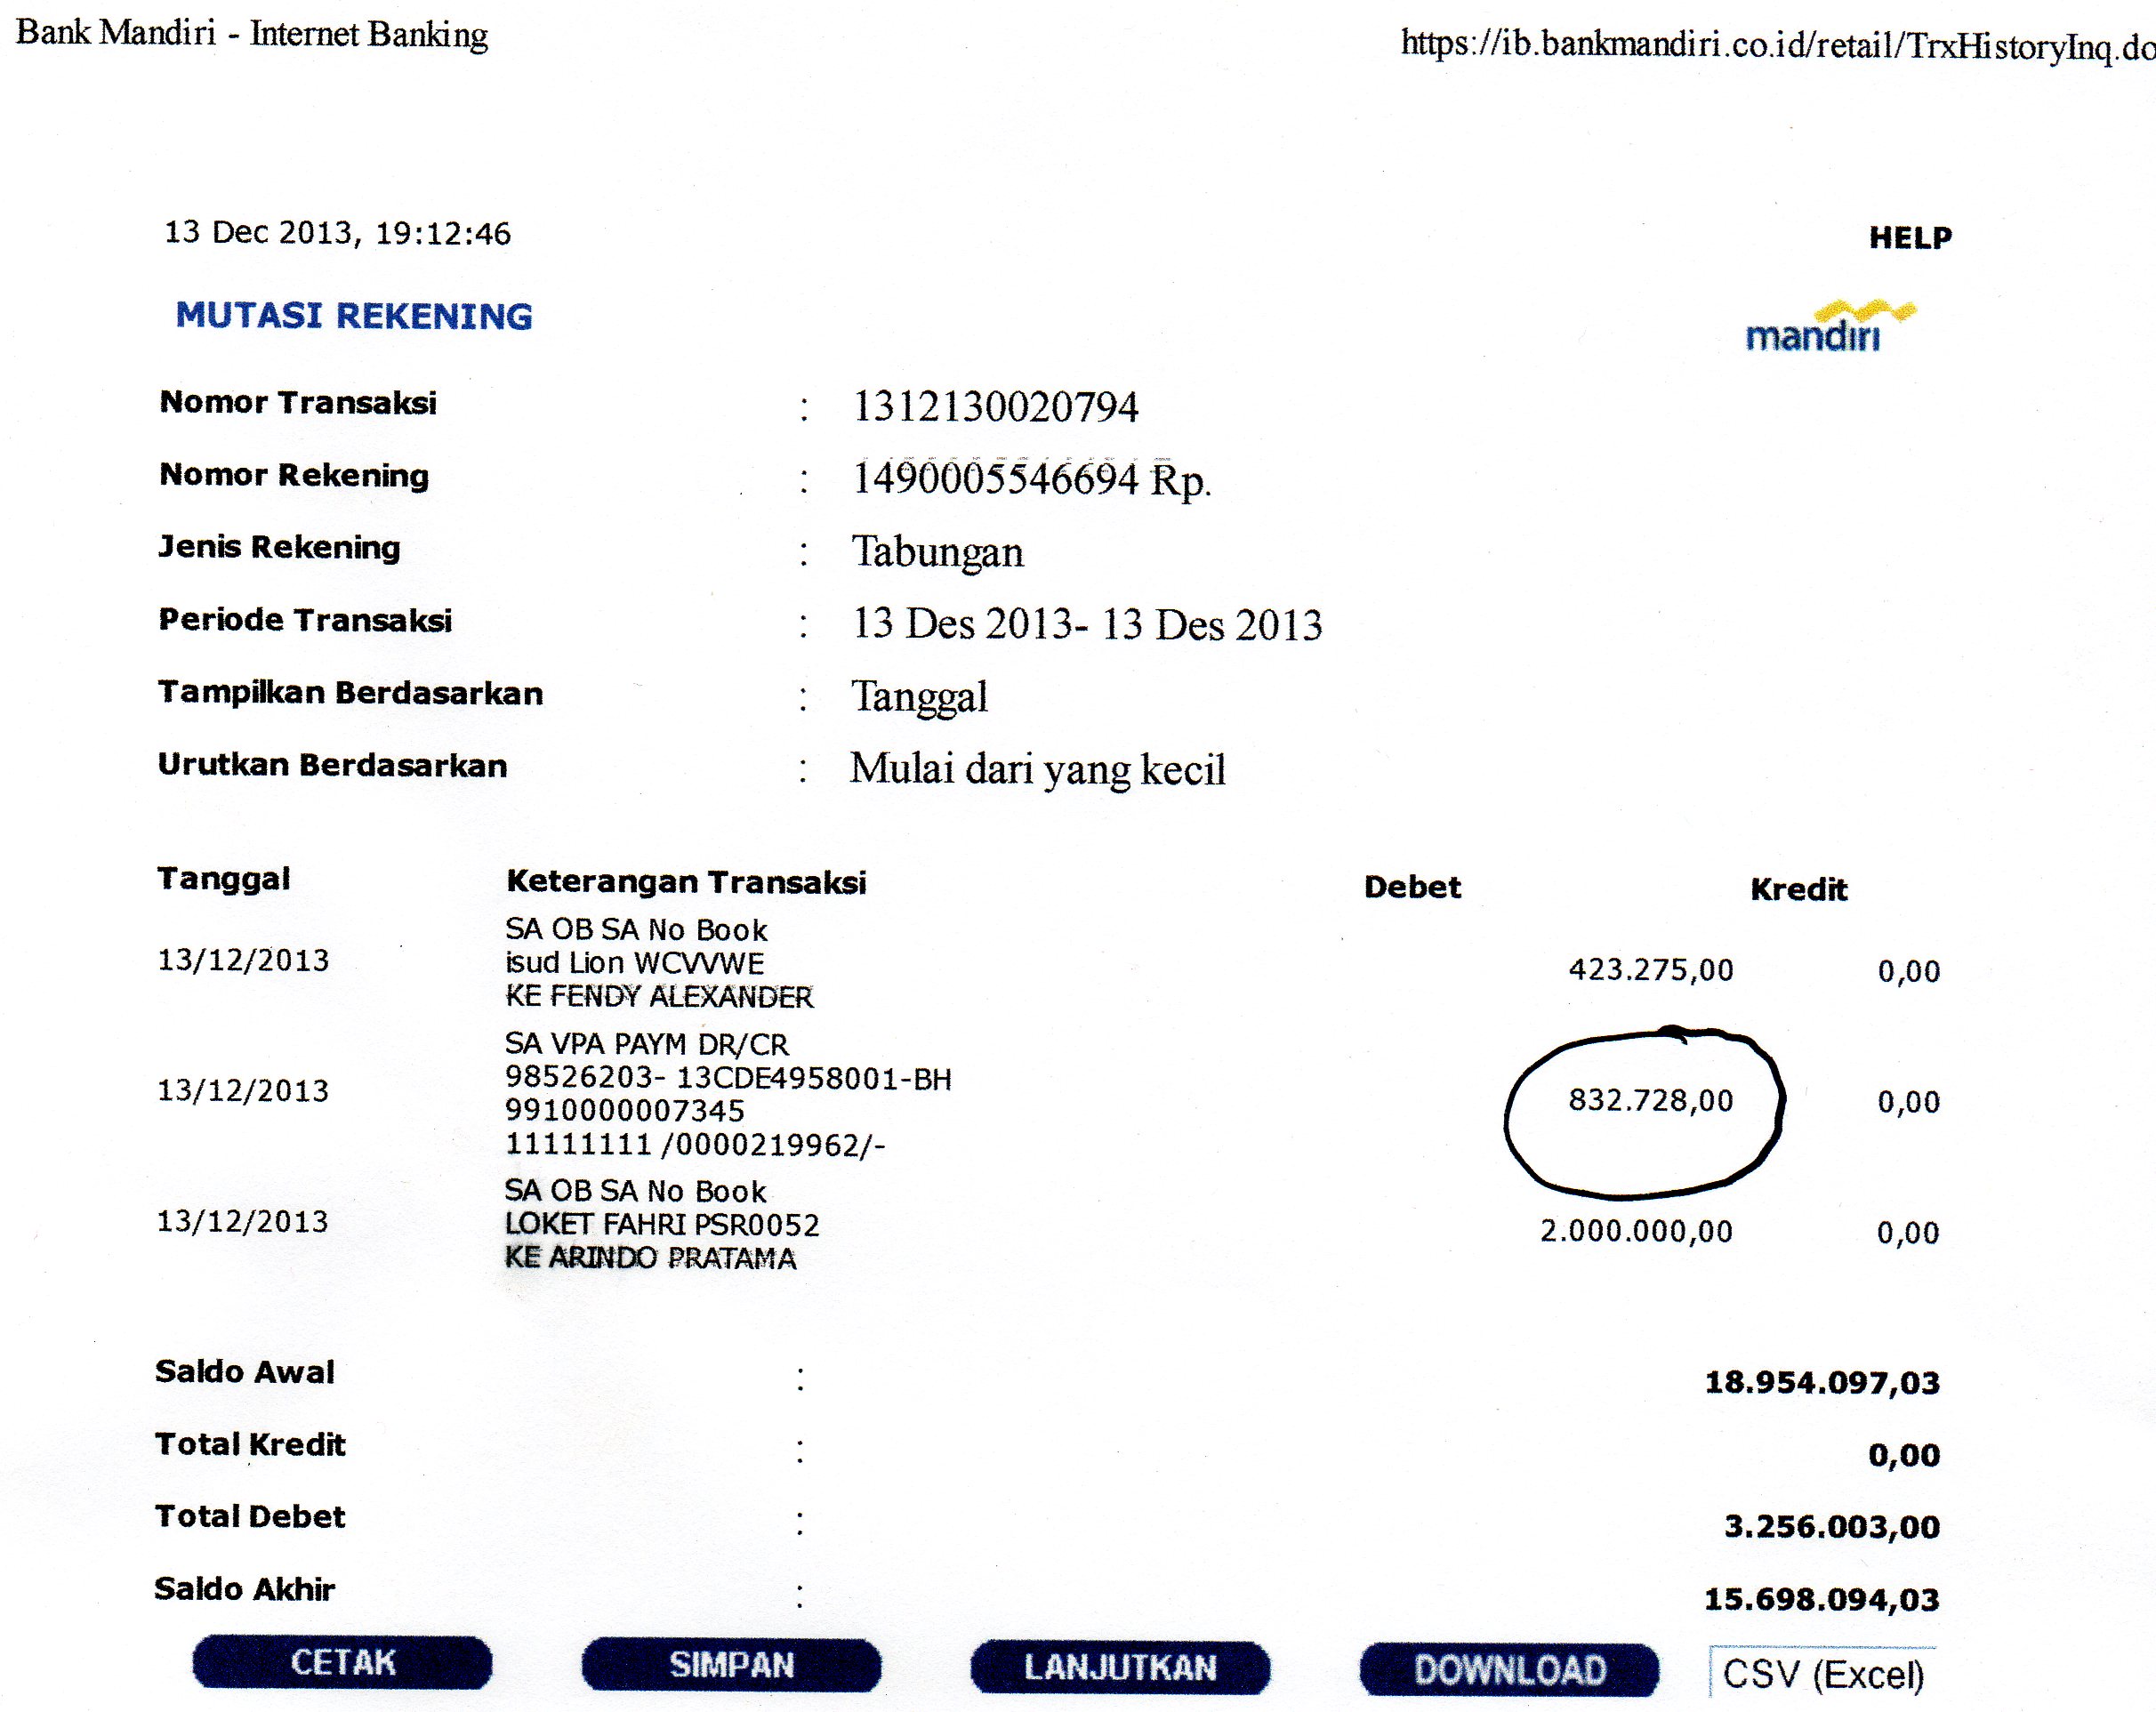 Bank Mandiri - Internet Banking https://ib.bankmandiri.co.id/retail/TrxHistoryInq.do
13 Dec 2013, 19:12:46 HELP
MUTASI REKENING mandiri
Nomor Transaksi : 1312130020794
Nomor Rekening : 1490005546694 Rp.
Jenis Rekening : Tabungan
Periode Transaksi : 13 Des 2013- 13 Des 2013
Tampilkan Berdasarkan : Tanggal
Urutkan Berdasarkan : Mulai dari yang kecil
Tanggal Keterangan Transaksi Debet Kredit
SA OB SA No Book
13/12/2013 isud Lion WCVVWE 423.275,00 0,00
KE FENDY ALEXANDER
SA VPA PAYM DR/CR
98526203- 13CDE4958001-BH
13/12/2013 9910000007345 832.728,00 0,00
11111111 /0000219962/-
SA OB SA No Book
13/12/2013 LOKET FAHRI PSR0052 2.000.000,00 0,00
KE ARINDO PRATAMA
Saldo Awal : 18.954.097,03
Total Kredit : 0,00
Total Debet : 3.256.003,00
Saldo Akhir : 15.698.094,03
CETAK SIMPAN LANJUTKAN DOWNLOAD CSV (Excel)